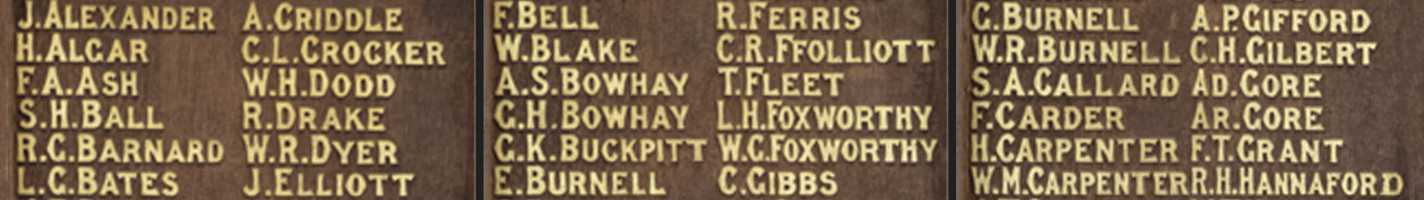 J.ALEXANDER A.CRIDDLE
H.ALGAR C.L.CROCKER
F.A.ASH W.H.DODD
S.H.BALL R.DRAKE
R.G.BARNARD W.R.DYER
L.G.BATES J.ELLIOTT
F.BELL R.FERRIS
W.BLAKE C.R.FFOLLIOTT
A.S.BOWHAY T.FLEET
G.H.BOWHAY L.H.FOXWORTHY
G.K.BUCKPITT W.G.FOXWORTHY
E.BURNELL C.GIBBS
G.BURNELL A.P.GIFFORD
W.R.BURNELL C.H.GILBERT
S.A.CALLARD AD.GORE
F.CARDER AR.GORE
H.CARPENTER F.T.GRANT
W.M.CARPENTER R.H.HANNAFORD